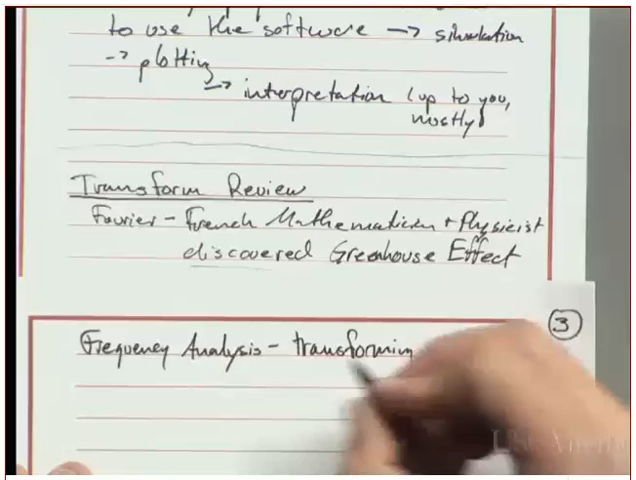 to use the software → simulation
→ plotting
→ interpretation (up to you,
mostly)
Transform Review
Fourier - French Mathematician + Physicist
discovered Greenhouse Effect
3
Frequency Analysis - transforming